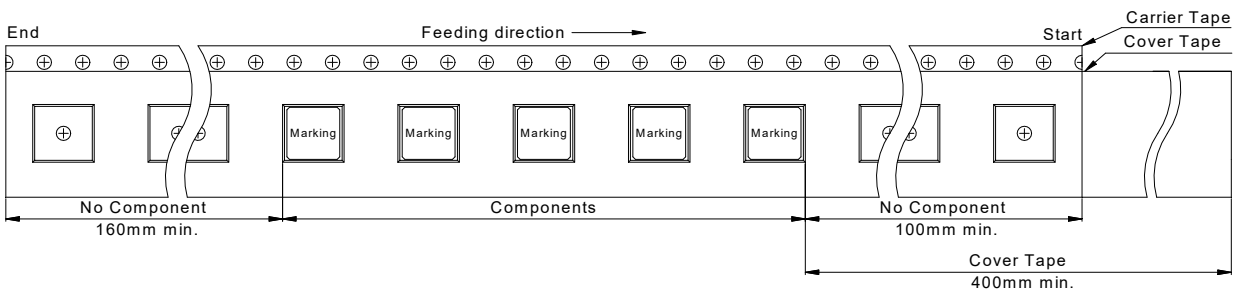 End
Feeding direction
Start
Carrier Tape
Cover Tape
Marking
Marking
Marking
Marking
Marking
No Component
160mm min.
Components
No Component
100mm min.
Cover Tape
400mm min.